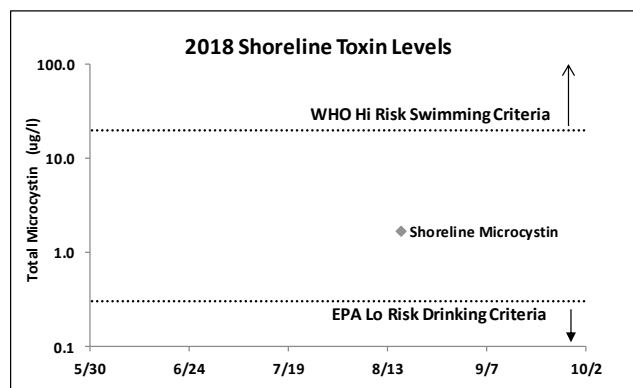 2018 Shoreline Toxin Levels
Total Microcystin (ug/l)
100.0
10.0
1.0
0.1
WHO Hi Risk Swimming Criteria
Shoreline Microcystin
EPA Lo Risk Drinking Criteria
5/30 6/24 7/19 8/13 9/7 10/2